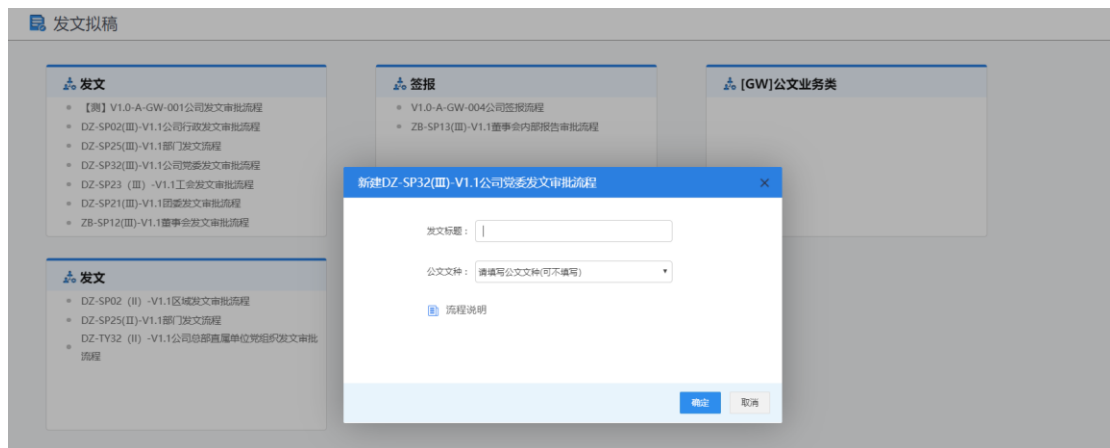 发文拟稿
发文
【测】V1.0-A-GW-001公司发文审批流程
DZ-SP02(III)-V1.1公司行政发文审批流程
DZ-SP25(III)-V1.1部门发文流程
DZ-SP32(III)-V1.1公司党委发文审批流程
DZ-SP23 (III) -V1.1工会发文审批流程
DZ-SP21(III)-V1.1团委发文审批流程
ZB-SP12(III)-V1.1董事会发文审批流程
签报
V1.0-A-GW-004公司签报流程
ZB-SP13(III)-V1.1董事会内部报告审批流程
[GW]公文业务类
发文
DZ-SP02 (II) -V1.1区域发文审批流程
DZ-SP25(II)-V1.1部门发文流程
DZ-TY32 (II) -V1.1公司总部直属单位党组织发文审批
流程
新建DZ-SP32(III)-V1.1公司党委发文审批流程
发文标题：
公文文种： 请填写公文文种(可不填写)
流程说明
确定 取消